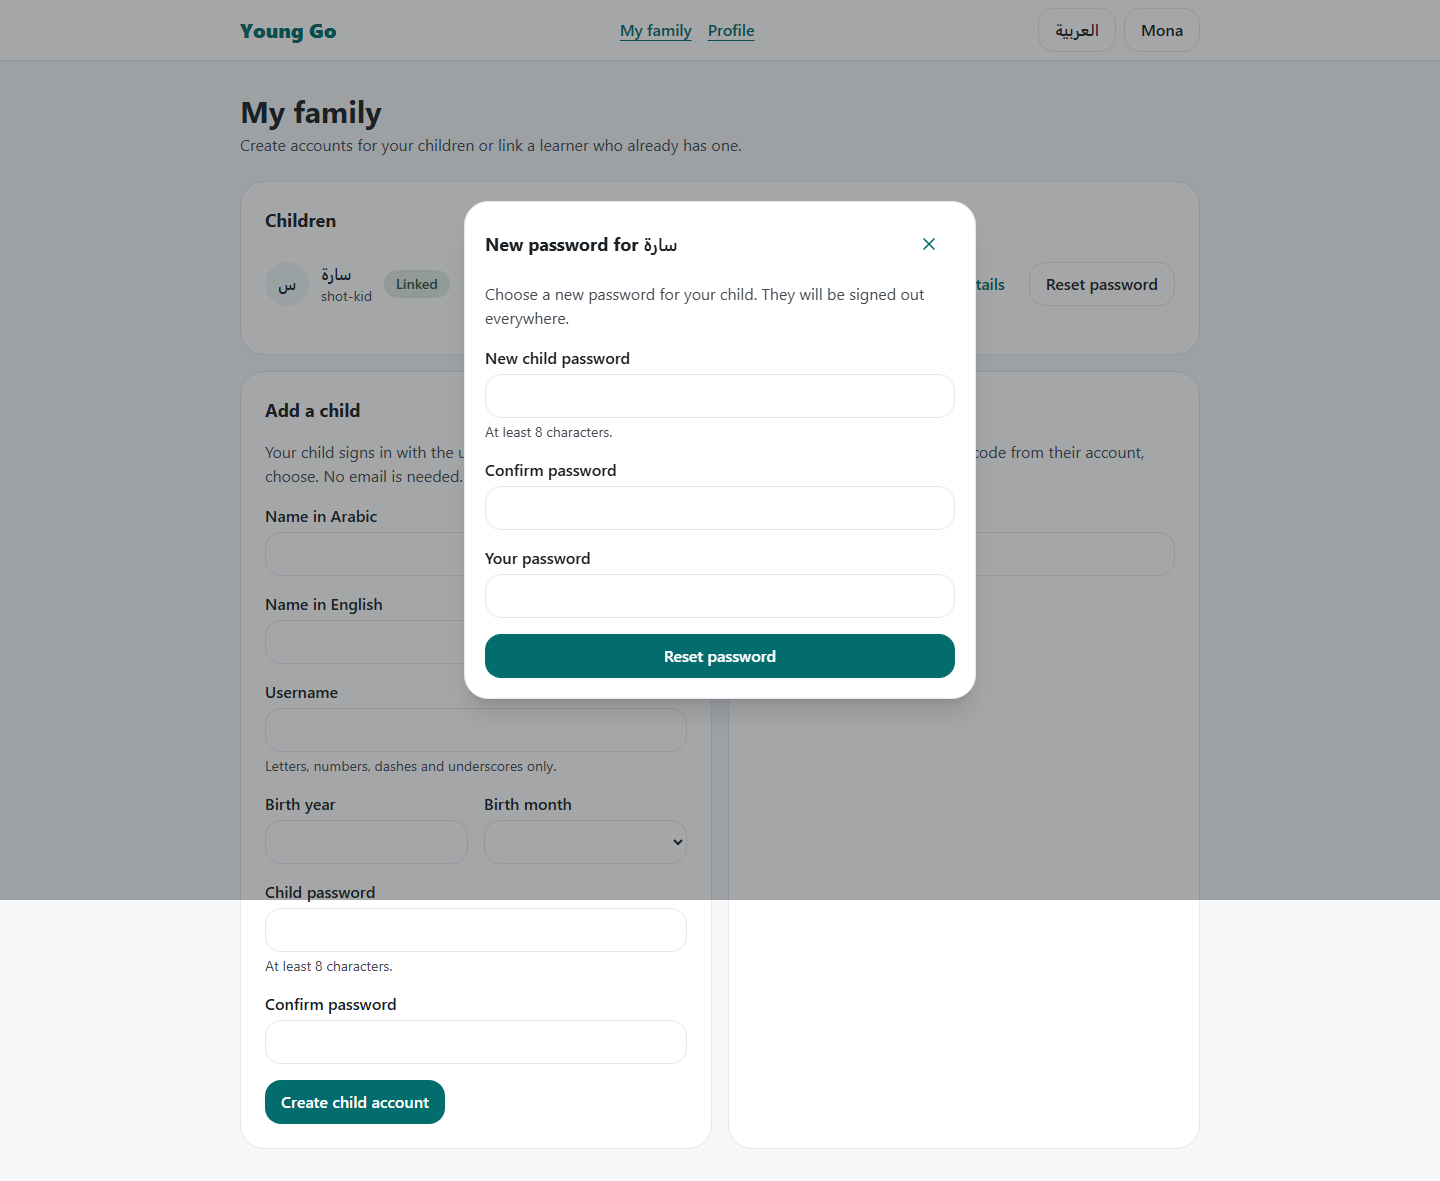 Young Go
My family
Profile
العربية
Mona
My family
Create accounts for your children or link a learner who already has one.
Children
س
سارة
shot-kid
Linked
Reset password
New password for سارة
Choose a new password for your child. They will be signed out
everywhere.
New child password
At least 8 characters.
Confirm password
Your password
Reset password
Add a child
Your child signs in with the
choose. No email is needed.
code from their account,
Name in Arabic
Name in English
Username
Letters, numbers, dashes and underscores only.
Birth year
Birth month
Child password
At least 8 characters.
Confirm password
Create child account